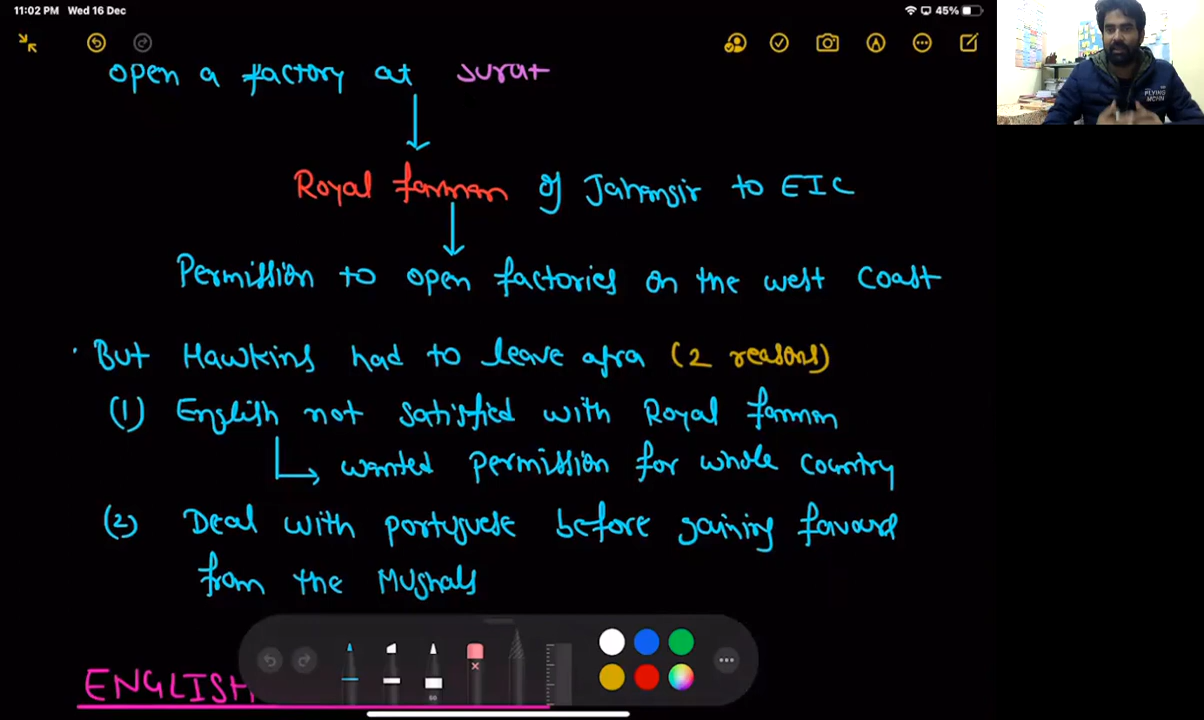 11:02 PM Wed 16 Dec 45%
open a factory at surat
Royal farman of Jahangir to EIC
Permission to open factories on the west coast
But Hawkins had to leave agra (2 reasons)
(1) English not satisfied with Royal farman
wanted permission for whole country
(2) Deal with portuguese before gaining favour
from the Mughals
ENGLISH
FLYING